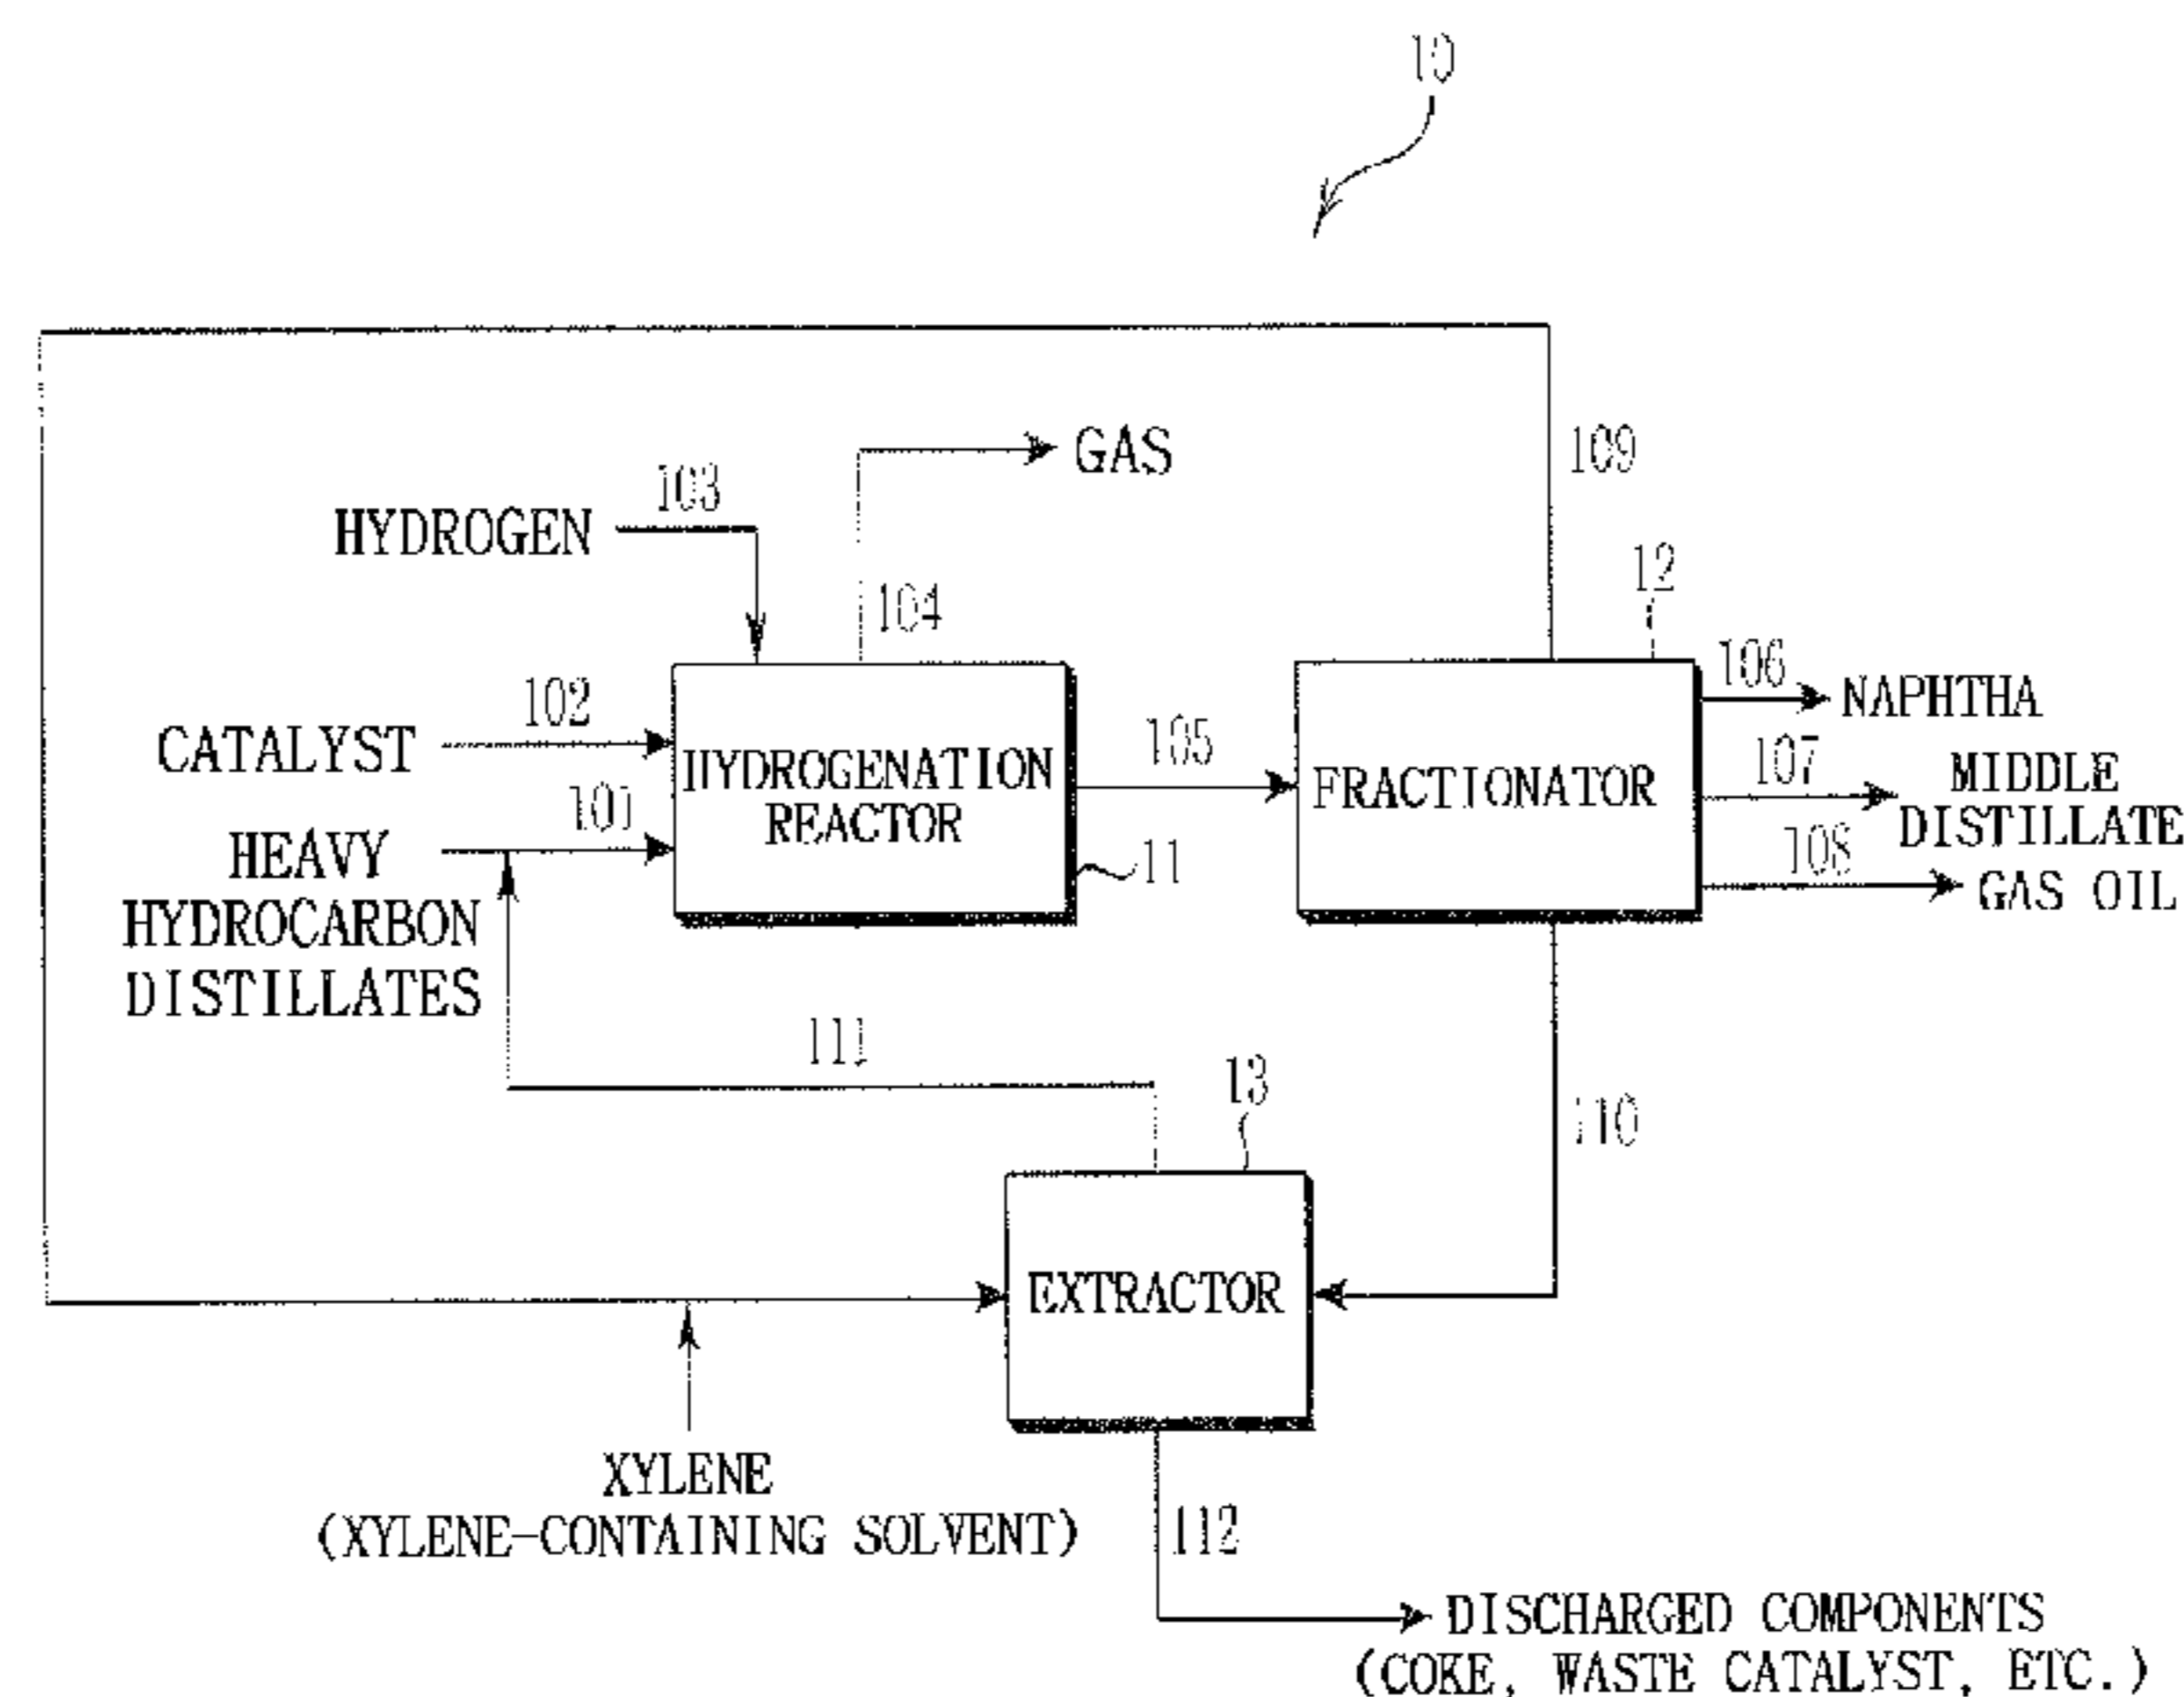 10
109
GAS
103
HYDROGEN
104
12
106
NAPHTHA
102
CATALYST
105
HYDROGENATION
REACTOR
FRACTIONATOR
107
MIDDLE
DISTILLATE
101
HEAVY
HYDROCARBON
DISTILLATES
11
108
GAS OIL
111
13
110
EXTRACTOR
XYLENE
(XYLENE-CONTAINING SOLVENT)
112
DISCHARGED COMPONENTS
(COKE, WASTE CATALYST, ETC.)